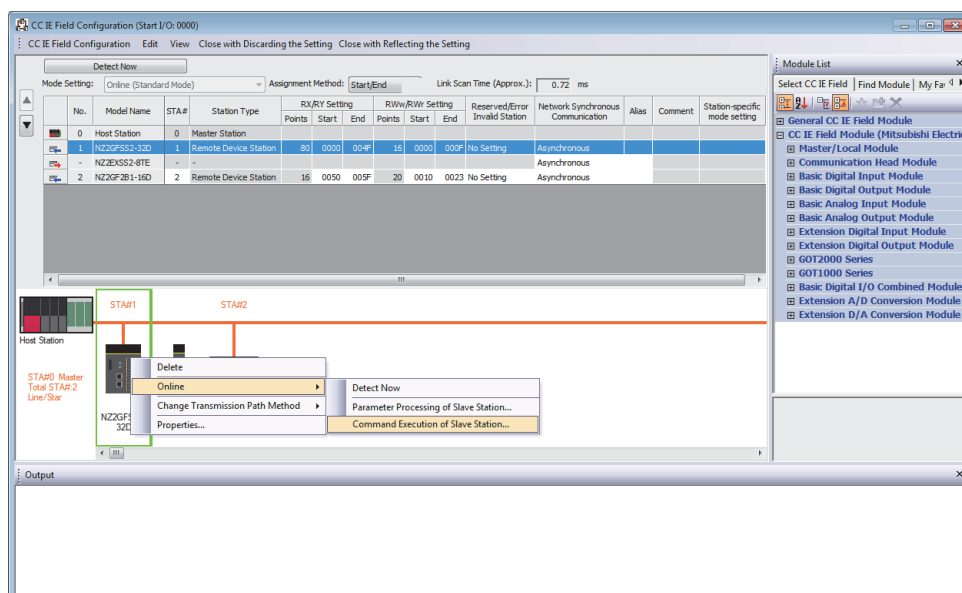 CC IE Field Configuration (Start I/O: 0000)
CC IE Field Configuration Edit View Close with Discarding the Setting Close with Reflecting the Setting
Detect Now
Mode Setting: Online (Standard Mode) Assignment Method: Start/End Link Scan Time (Approx.): 0.72 ms
No. Model Name STA# Station Type RX/RY Setting RWw/RWr Setting Reserved/Error Invalid Station Network Synchronous Communication Alias Comment Station-specific mode setting
Points Start End Points Start End
0 Host Station 0 Master Station
1 NZ2GFSS2-32D 1 Remote Device Station 80 0000 004F 16 0000 000F No Setting Asynchronous
- NZ2EXSS2-8TE - - Asynchronous
2 NZ2GF2B1-16D 2 Remote Device Station 16 0050 005F 20 0010 0023 No Setting Asynchronous
STA#1 STA#2
Host Station
STA#0 Master
Total STA#:2
Line/Star
NZ2GFS
32D
Delete
Online
Change Transmission Path Method
Properties...
Detect Now
Parameter Processing of Slave Station...
Command Execution of Slave Station...
Module List
Select CC IE Field Find Module My Fa
General CC IE Field Module
CC IE Field Module (Mitsubishi Electri
Master/Local Module
Communication Head Module
Basic Digital Input Module
Basic Digital Output Module
Basic Analog Input Module
Basic Analog Output Module
Extension Digital Input Module
Extension Digital Output Module
GOT2000 Series
GOT1000 Series
Basic Digital I/O Combined Module
Extension A/D Conversion Module
Extension D/A Conversion Module
Output